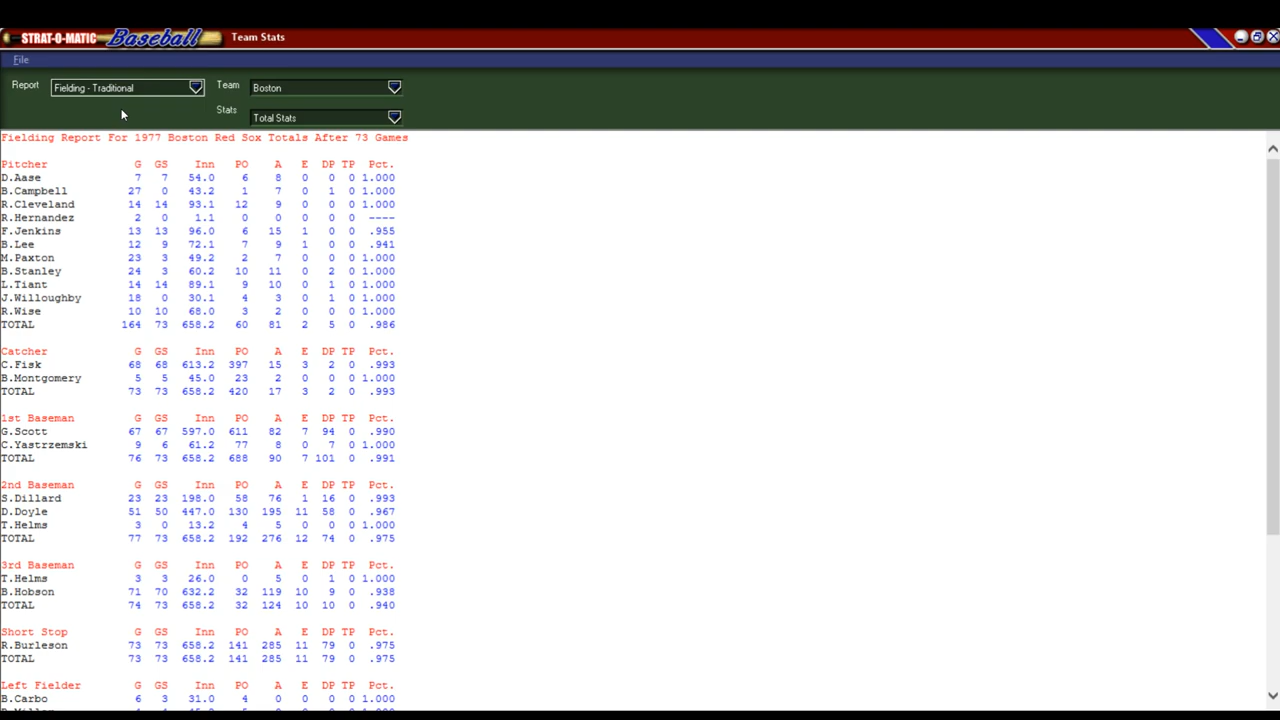 STRAT-O-MATIC Baseball Team Stats
File
Report Fielding - Traditional Team Boston
Stats Total Stats
Fielding Report For 1977 Boston Red Sox Totals After 73 Games
Pitcher G GS Inn PO A E DP TP Pct.
D.Aase 7 7 54.0 6 8 0 0 0 1.000
B.Campbell 27 0 43.2 1 7 0 1 0 1.000
R.Cleveland 14 14 93.1 12 9 0 0 0 1.000
R.Hernandez 2 0 1.1 0 0 0 0 0 ----
F.Jenkins 13 13 96.0 6 15 1 0 0 .955
B.Lee 12 9 72.1 7 9 1 0 0 .941
M.Paxton 23 3 49.2 2 7 0 0 0 1.000
B.Stanley 24 3 60.2 10 11 0 2 0 1.000
L.Tiant 14 14 89.1 9 10 0 1 0 1.000
J.Willoughby 18 0 30.1 4 3 0 1 0 1.000
R.Wise 10 10 68.0 3 2 0 0 0 1.000
TOTAL 164 73 658.2 60 81 2 5 0 .986
Catcher G GS Inn PO A E DP TP Pct.
C.Fisk 68 68 613.2 397 15 3 2 0 .993
B.Montgomery 5 5 45.0 23 2 0 0 0 1.000
TOTAL 73 73 658.2 420 17 3 2 0 .993
1st Baseman G GS Inn PO A E DP TP Pct.
G.Scott 67 67 597.0 611 82 7 94 0 .990
C.Yastrzemski 9 6 61.2 77 8 0 7 0 1.000
TOTAL 76 73 658.2 688 90 7 101 0 .991
2nd Baseman G GS Inn PO A E DP TP Pct.
S.Dillard 23 23 198.0 58 76 1 16 0 .993
D.Doyle 51 50 447.0 130 195 11 58 0 .967
T.Helms 3 0 13.2 4 5 0 0 0 1.000
TOTAL 77 73 658.2 192 276 12 74 0 .975
3rd Baseman G GS Inn PO A E DP TP Pct.
T.Helms 3 3 26.0 0 5 0 1 0 1.000
B.Hobson 71 70 632.2 32 119 10 9 0 .938
TOTAL 74 73 658.2 32 124 10 10 0 .940
Short Stop G GS Inn PO A E DP TP Pct.
R.Burleson 73 73 658.2 141 285 11 79 0 .975
TOTAL 73 73 658.2 141 285 11 79 0 .975
Left Fielder G GS Inn PO A E DP TP Pct.
B.Carbo 6 3 31.0 4 0 0 0 0 1.000